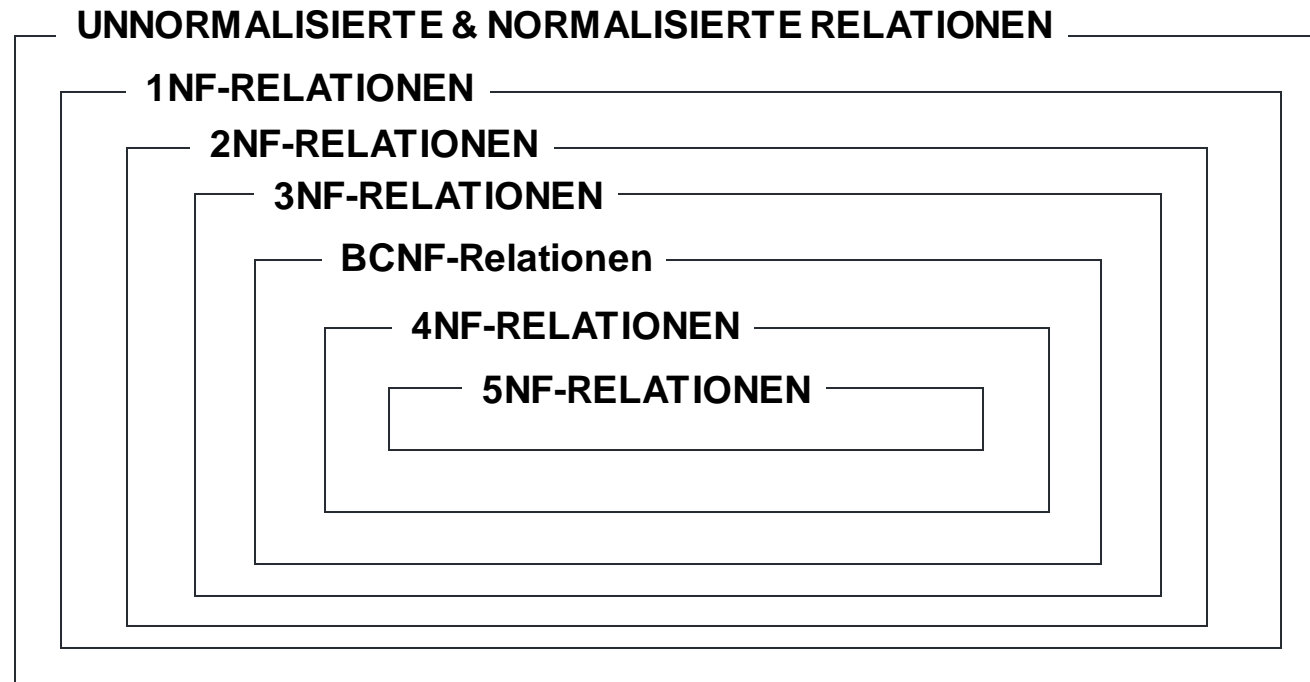 UNNORMALISIERTE & NORMALISIERTE RELATIONEN
1NF-RELATIONEN
2NF-RELATIONEN
3NF-RELATIONEN
BCNF-Relationen
4NF-RELATIONEN
5NF-RELATIONEN